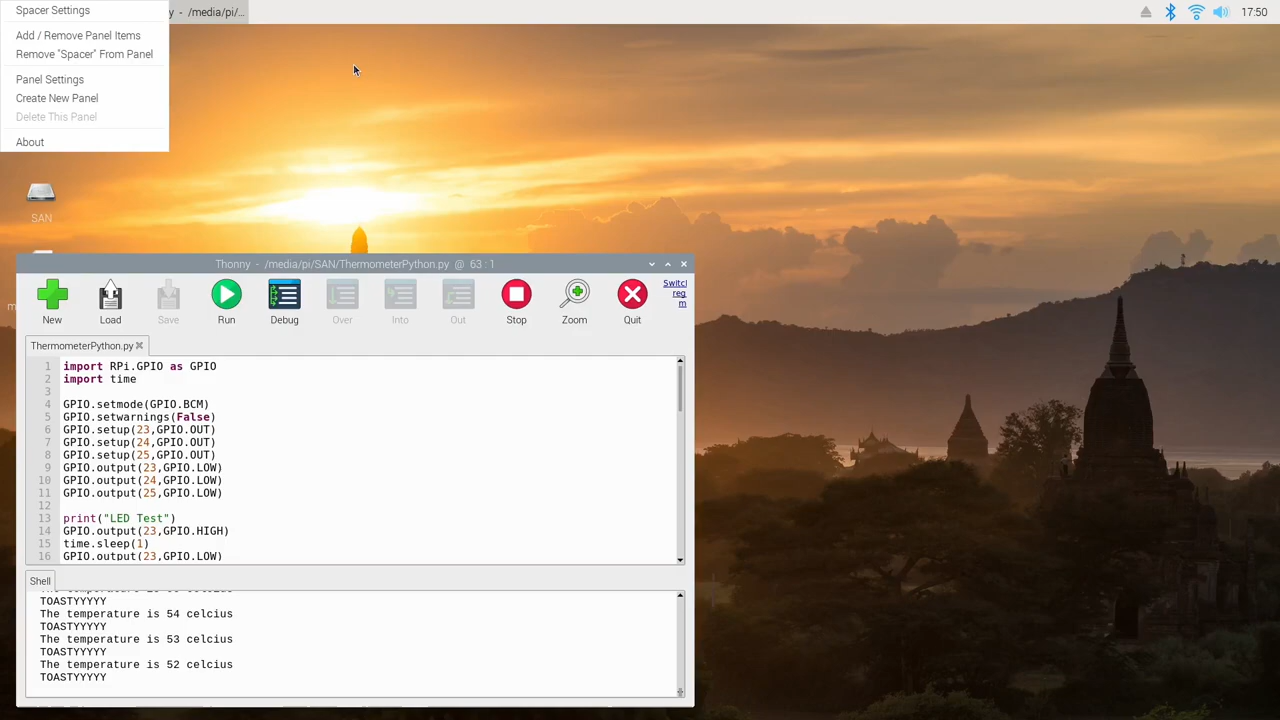 Spacer Settings
y - /media/pi/...
17:50
Add / Remove Panel Items
Remove "Spacer" From Panel
Panel Settings
Create New Panel
Delete This Panel
About
SAN
m
Thonny - /media/pi/SAN/ThermometerPython.py @ 63 : 1
New
Load
Save
Run
Debug
Over
Into
Out
Stop
Zoom
Quit
Switch
reg
m
ThermometerPython.py
1 import RPi.GPIO as GPIO
2 import time
3
4 GPIO.setmode(GPIO.BCM)
5 GPIO.setwarnings(False)
6 GPIO.setup(23,GPIO.OUT)
7 GPIO.setup(24,GPIO.OUT)
8 GPIO.setup(25,GPIO.OUT)
9 GPIO.output(23,GPIO.LOW)
10 GPIO.output(24,GPIO.LOW)
11 GPIO.output(25,GPIO.LOW)
12
13 print("LED Test")
14 GPIO.output(23,GPIO.HIGH)
15 time.sleep(1)
16 GPIO.output(23,GPIO.LOW)
Shell
TOASTYYYYY
The temperature is 54 celcius
TOASTYYYYY
The temperature is 53 celcius
TOASTYYYYY
The temperature is 52 celcius
TOASTYYYYY